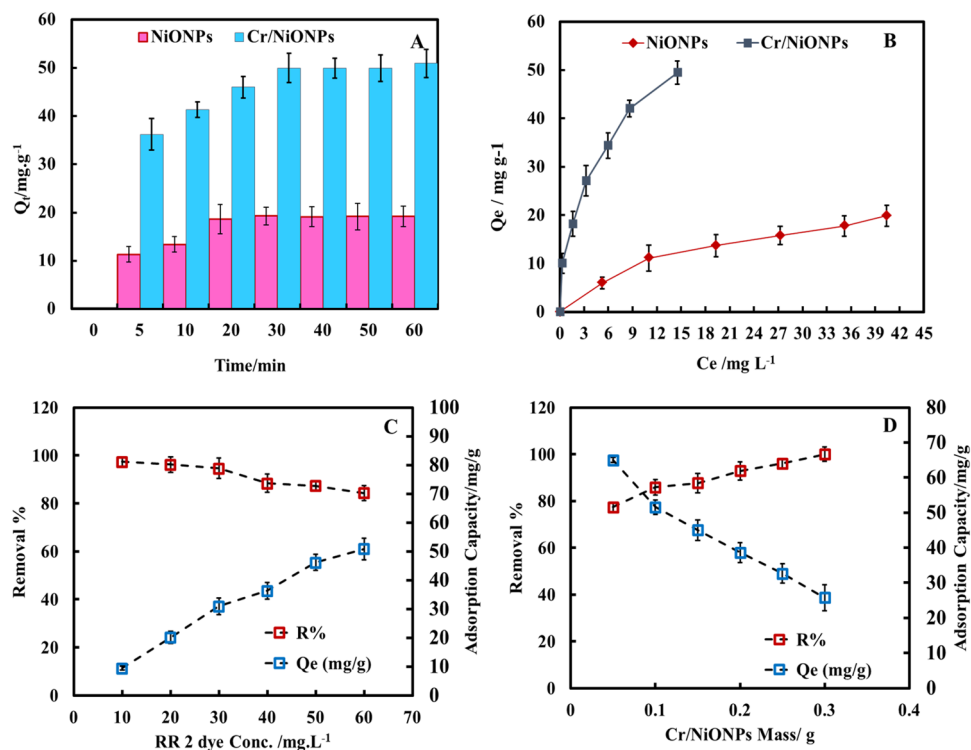 60
50
40
30
20
10
0
Qt/mg.g-1
NiONPs Cr/NiONPs
A
0 5 10 20 30 40 50 60
Time/min
60
50
40
30
20
10
0
Qe / mg g-1
NiONPs Cr/NiONPs
B
0 3 6 9 12 15 18 21 24 27 30 33 36 39 42 45
Ce /mg L-1
120
100
80
60
40
20
0
Removal %
C
R%
Qe (mg/g)
100
90
80
70
60
50
40
30
20
10
0
Adsorption Capacity/mg/g
0 10 20 30 40 50 60 70
RR 2 dye Conc. /mg.L-1
120
100
80
60
40
20
0
Removal %
D
R%
Qe (mg/g)
80
70
60
50
40
30
20
10
0
Adsorption Capacity/mg/g
0 0.1 0.2 0.3 0.4
Cr/NiONPs Mass/ g